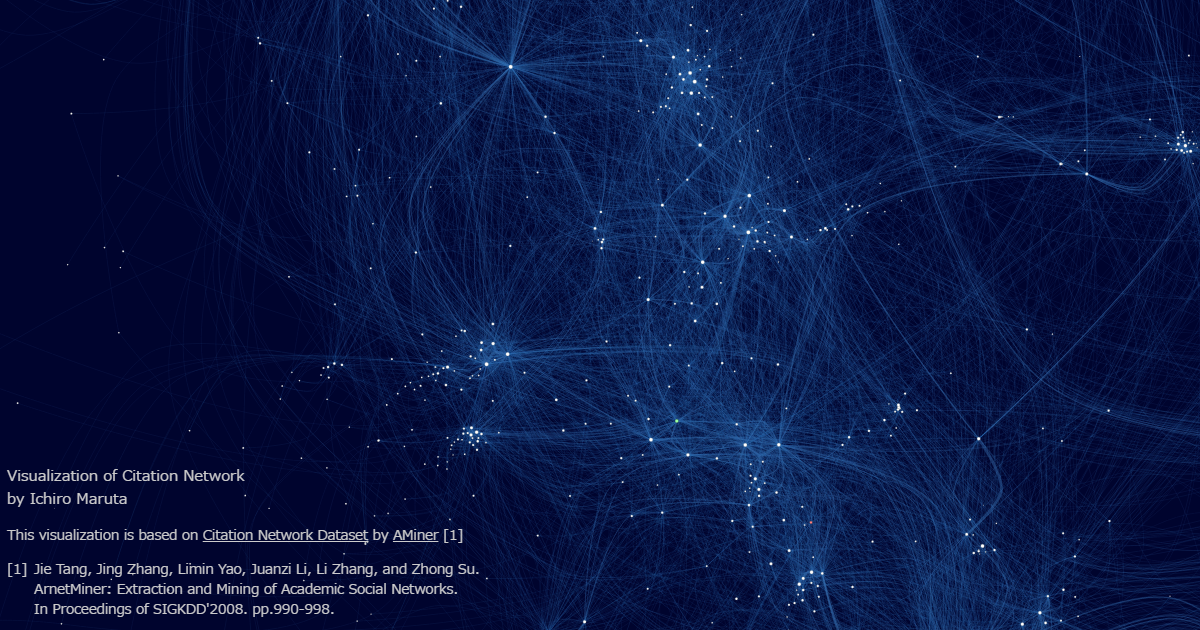 Visualization of Citation Network
by Ichiro Maruta
This visualization is based on Citation Network Dataset by AMiner [1]
[1] Jie Tang, Jing Zhang, Limin Yao, Juanzi Li, Li Zhang, and Zhong Su.
ArnetMiner: Extraction and Mining of Academic Social Networks.
In Proceedings of SIGKDD'2008. pp.990-998.